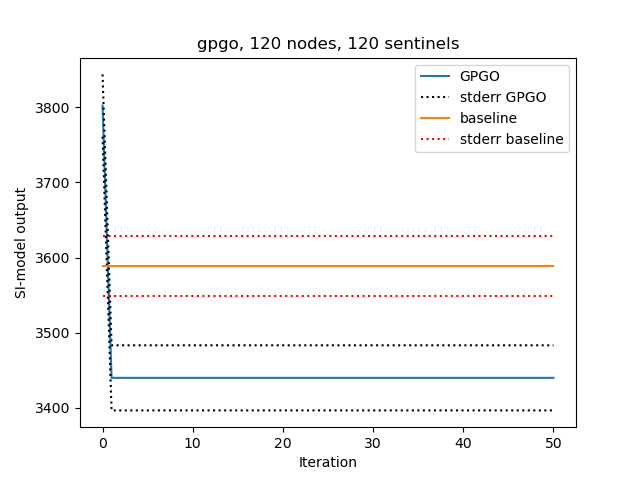 gpgo, 120 nodes, 120 sentinels
GPGO
stderr GPGO
baseline
stderr baseline
SI-model output
3800
3700
3600
3500
3400
0 10 20 30 40 50
Iteration